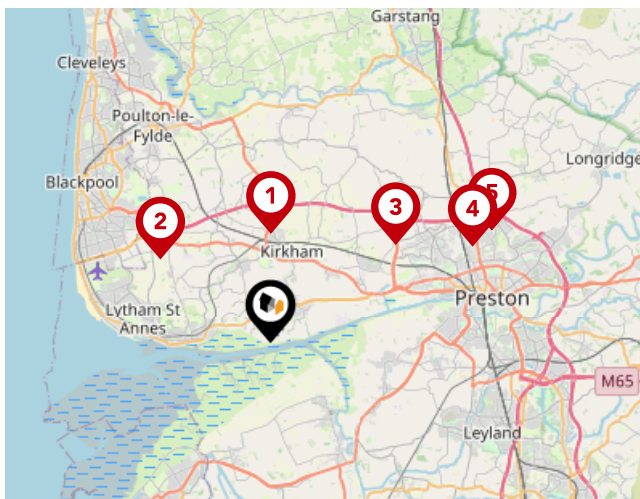 Garstang
Cleveleys
Poulton-le-
Fylde
Longridge
Blackpool
1
5
2
3
4
Kirkham
Preston
Lytham St
Annes
M65
Leyland